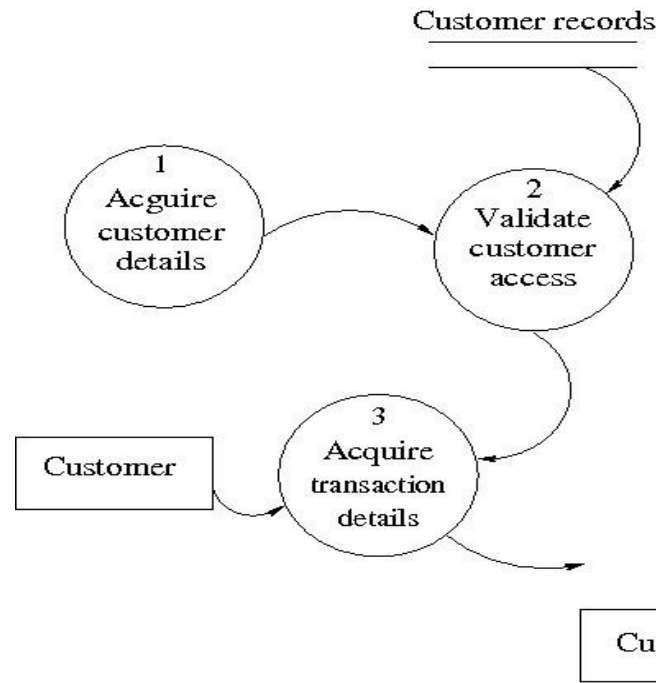 Customer records
1
Acguire
customer
details
2
Validate
customer
access
3
Acquire
transaction
details
Customer
Cu